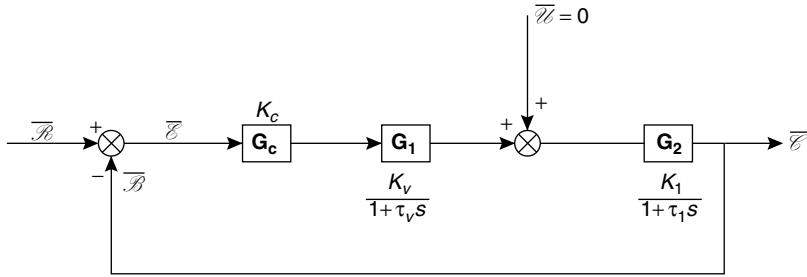 𝒰̅ = 0
+
K_c
+
ℛ̅
+
ℰ̅
G_c
G_1
G_2
𝒞̅
−
ℬ̅
K_v
1+τ_v s
K_1
1+τ_1 s